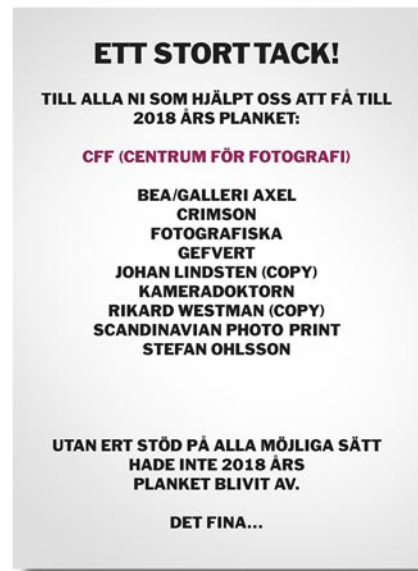 ETT STORT TACK!
TILL ALLA NI SOM HJÄLPT OSS ATT FÅ TILL
2018 ÅRS PLANKET:
CFF (CENTRUM FÖR FOTOGRAFI)
BEA/GALLERI AXEL
CRIMSON
FOTOGRAFISKA
GEFVERT
JOHAN LINDSTEN (COPY)
KAMERADOKTORN
RIKARD WESTMAN (COPY)
SCANDINAVIAN PHOTO PRINT
STEFAN OHLSSON
UTAN ERT STÖD PÅ ALLA MÖJLIGA SÄTT
HADE INTE 2018 ÅRS
PLANKET BLIVIT AV.
DET FINA...